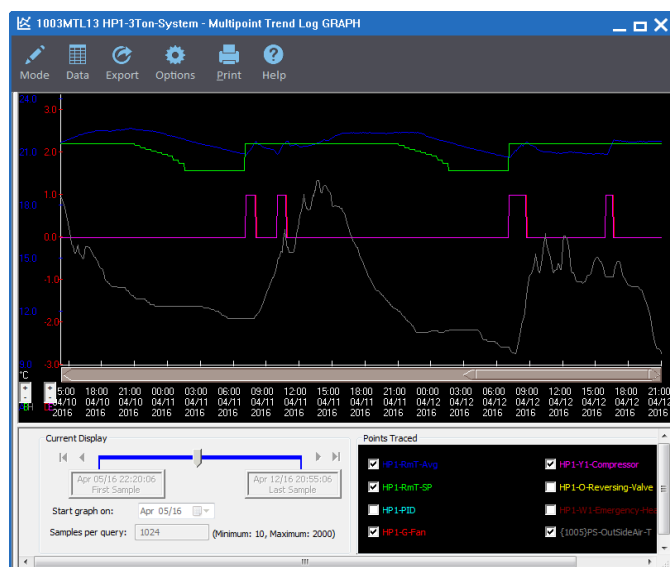 1003MTL13 HP1-3Ton-System - Multipoint Trend Log GRAPH
Mode Data Export Options Print Help
24.0
3.0
21.0 2.0
18.0 1.0
0.0
15.0
-1.0
12.0
-2.0
9.0 -3.0
°C
5:00 18:00 21:00 00:00 03:00 06:00 09:00 12:00 15:00 18:00 21:00 00:00 03:00 06:00 09:00 12:00 15:00 18:00 21:00
04/10 04/10 04/10 04/11 04/11 04/11 04/11 04/11 04/11 04/11 04/11 04/12 04/12 04/12 04/12 04/12 04/12 04/12 04/12
2016 2016 2016 2016 2016 2016 2016 2016 2016 2016 2016 2016 2016 2016 2016 2016 2016 2016 2016
Current Display
Apr 05/16 22:20:06
First Sample
Apr 12/16 20:55:06
Last Sample
Start graph on: Apr 05/16
Samples per query: 1024 (Minimum: 10, Maximum: 2000)
Points Traced
HP1-RmT-Avg HP1-Y1-Compressor
HP1-RmT-SP HP1-O-Reversing-Valve
HP1-PID HP1-W1-Emergency-Hea
HP1-G-Fan {1005}PS-OutSideAir-T